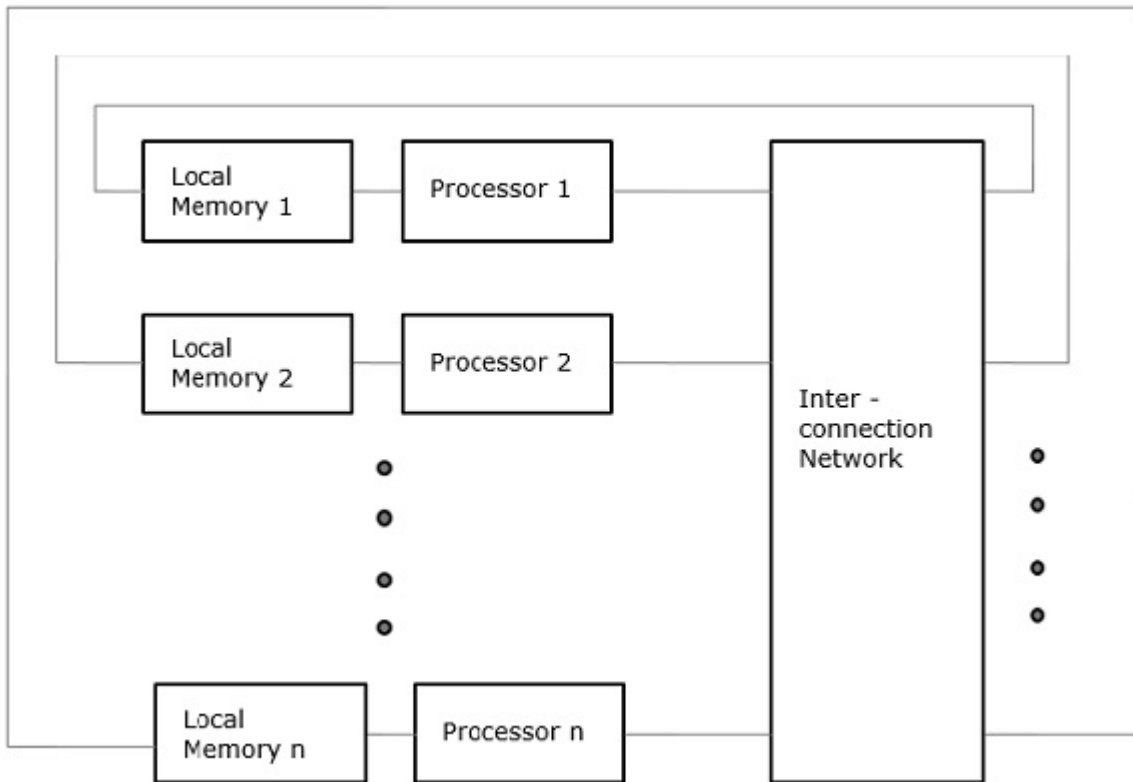 Local
Memory 1
Processor 1
Local
Memory 2
Processor 2
Inter -
connection
Network
Local
Memory n
Processor n